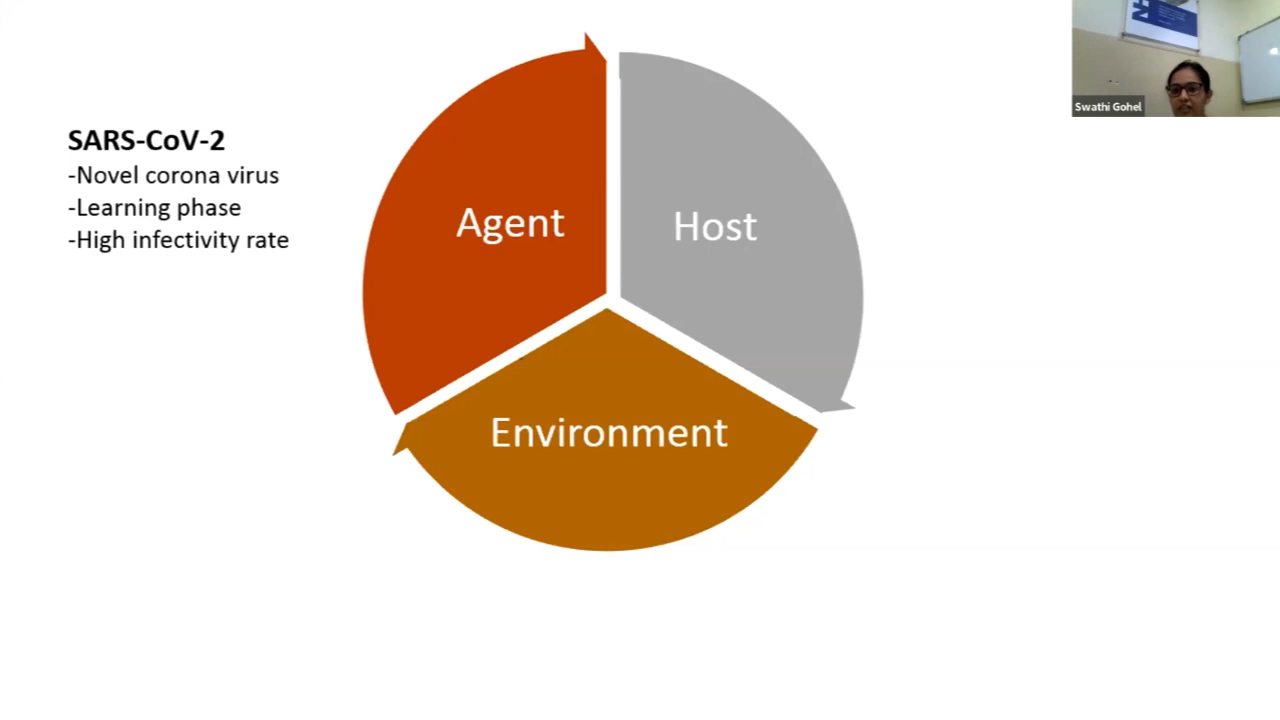 SARS-CoV-2
-Novel corona virus
-Learning phase
-High infectivity rate
Agent
Host
Environment
Swathi Gohel